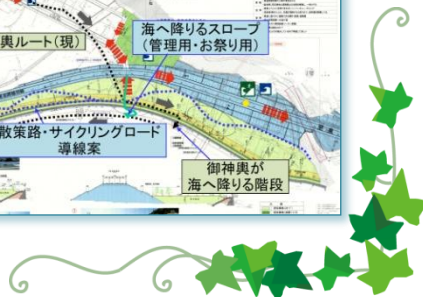 海へ降りるスロープ
(管理用・お祭り用)
輿ルート(現)
散策路・サイクリングロード
導線案
御神輿が
海へ降りる階段